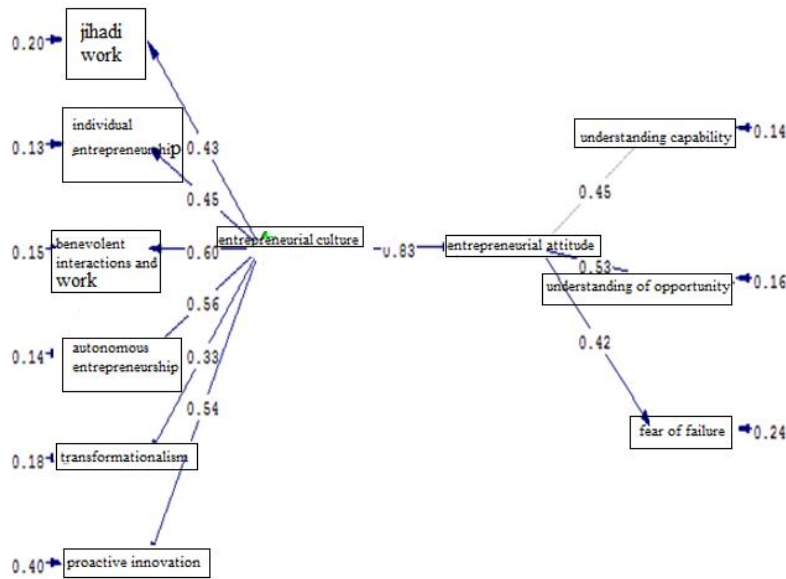 0.20
jihadi
work
0.13
individual
entrepreneurship
0.43
0.45
0.15
benevolent
interactions and
work
0.60
entrepreneurial culture
0.83
entrepreneurial attitude
0.14
autonomous
entrepreneurship
0.56
0.33
0.54
0.18
transformationalism
0.40
proactive innovation
understanding capability
0.14
0.45
0.53
understanding of opportunity
0.16
0.42
fear of failure
0.24